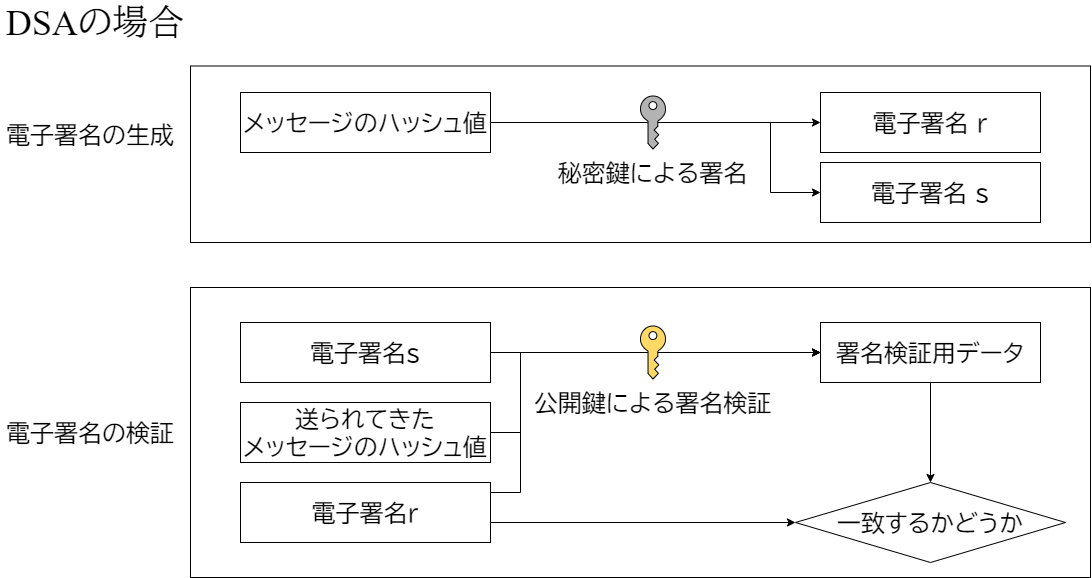 DSAの場合
電子署名の生成
メッセージのハッシュ値
秘密鍵による署名
電子署名 r
電子署名 s
電子署名の検証
電子署名s
送られてきた
メッセージのハッシュ値
電子署名r
公開鍵による署名検証
署名検証用データ
一致するかどうか